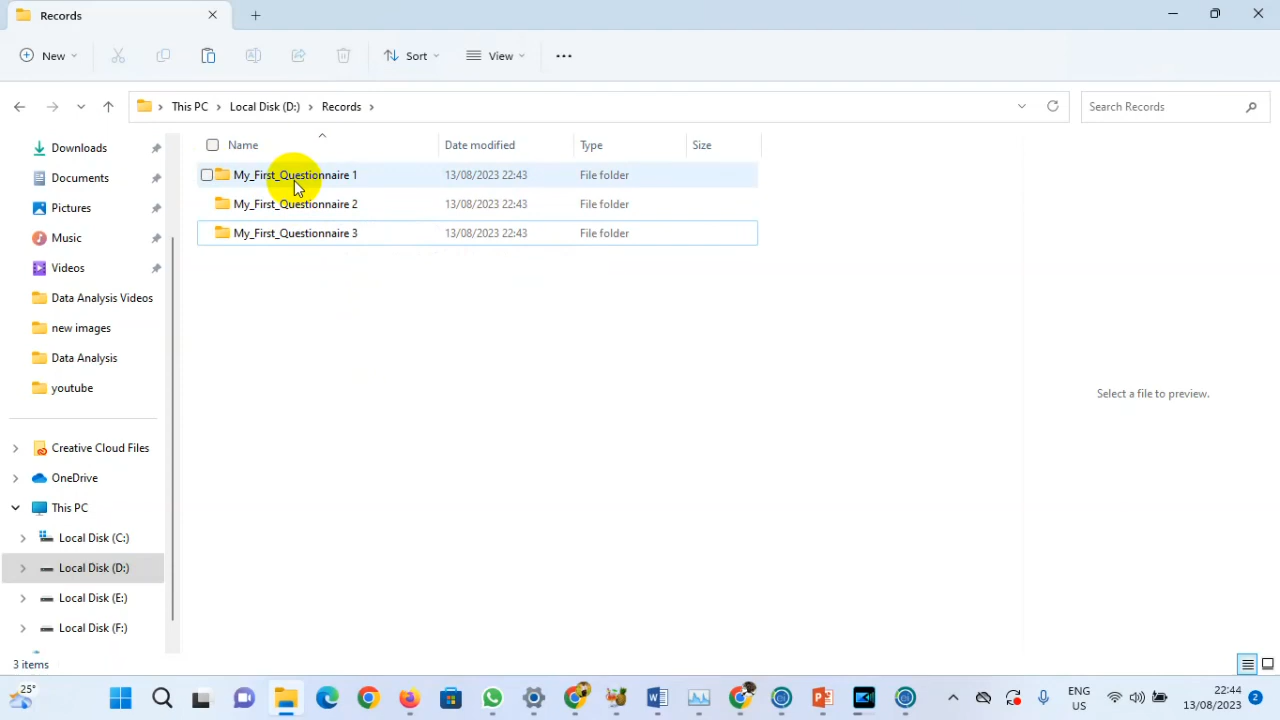 Records
New Sort View
This PC Local Disk (D:) Records Search Records
Name Date modified Type Size
My_First_Questionnaire 1 13/08/2023 22:43 File folder
My_First_Questionnaire 2 13/08/2023 22:43 File folder
My_First_Questionnaire 3 13/08/2023 22:43 File folder
Downloads
Documents
Pictures
Music
Videos
Data Analysis Videos
new images
Data Analysis
youtube
Creative Cloud Files
OneDrive
This PC
Local Disk (C:)
Local Disk (D:)
Local Disk (E:)
Local Disk (F:)
Select a file to preview.
3 items
25°
ENG
US
22:44
13/08/2023
2